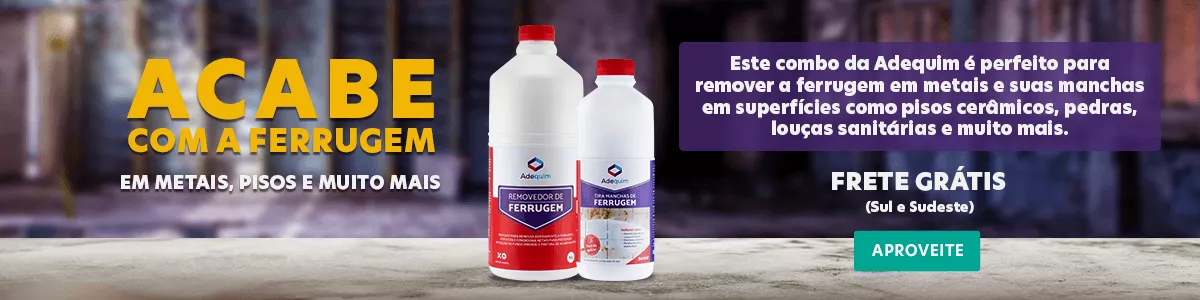 ACABE
COM A FERRUGEM
EM METAIS, PISOS E MUITO MAIS
Adequim
REMOVEDOR DE
FERRUGEM
XO
Adequim
TIRA MANCHAS DE
FERRUGEM
Este combo da Adequim é perfeito para
remover a ferrugem em metais e suas manchas
em superfícies como pisos cerâmicos, pedras,
louças sanitárias e muito mais.
FRETE GRÁTIS
(Sul e Sudeste)
APROVEITE